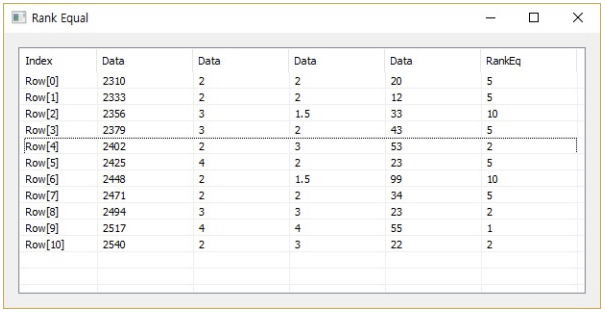 Rank Equal
Index Data Data Data Data RankEq
Row[0] 2310 2 2 20 5
Row[1] 2333 2 2 12 5
Row[2] 2356 3 1.5 33 10
Row[3] 2379 3 2 43 5
Row[4] 2402 2 3 53 2
Row[5] 2425 4 2 23 5
Row[6] 2448 2 1.5 99 10
Row[7] 2471 2 2 34 5
Row[8] 2494 3 3 23 2
Row[9] 2517 4 4 55 1
Row[10] 2540 2 3 22 2